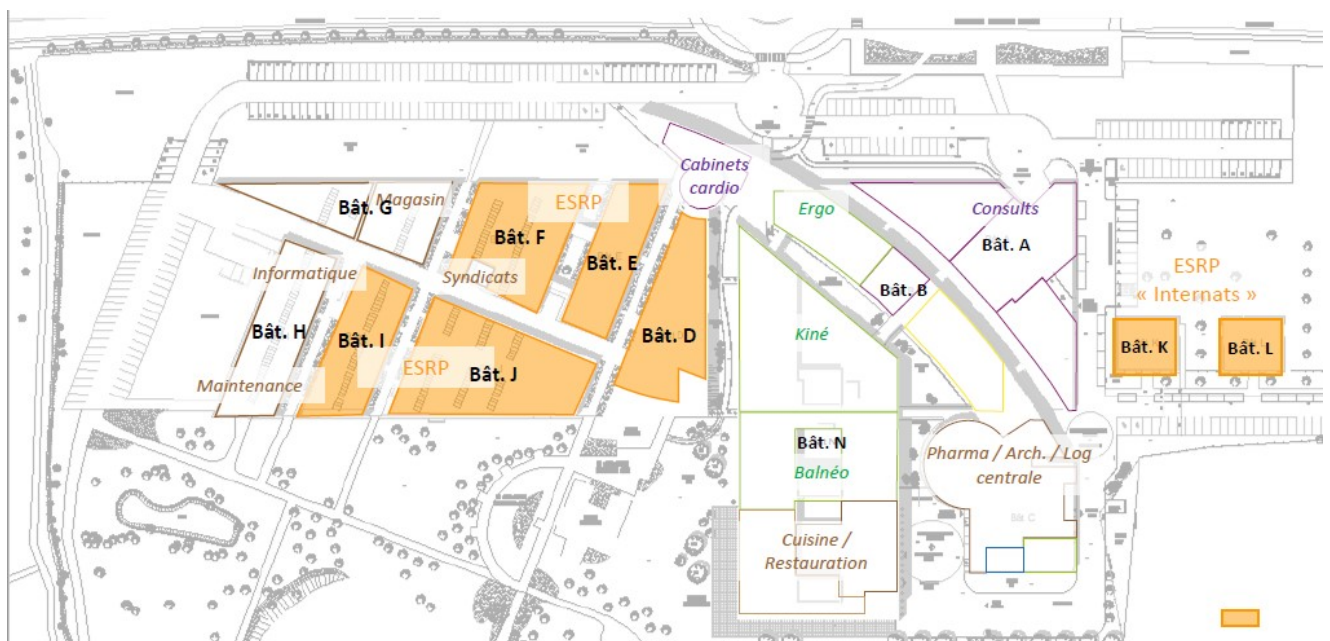 Cabinets
cardio
Bât. G
Magasin
ESRP
Ergo
Consults
Bât. F
Bât. A
Informatique
Syndicats
Bât. E
ESRP
« Internats »
Bât. B
Bât. H
Bât. I
Kiné
Bât. D
Bât. K
Bât. L
ESRP
Bât. J
Maintenance
Bât. N
Balnéo
Pharma / Arch. / Log
centrale
Bât C
Cuisine /
Restauration